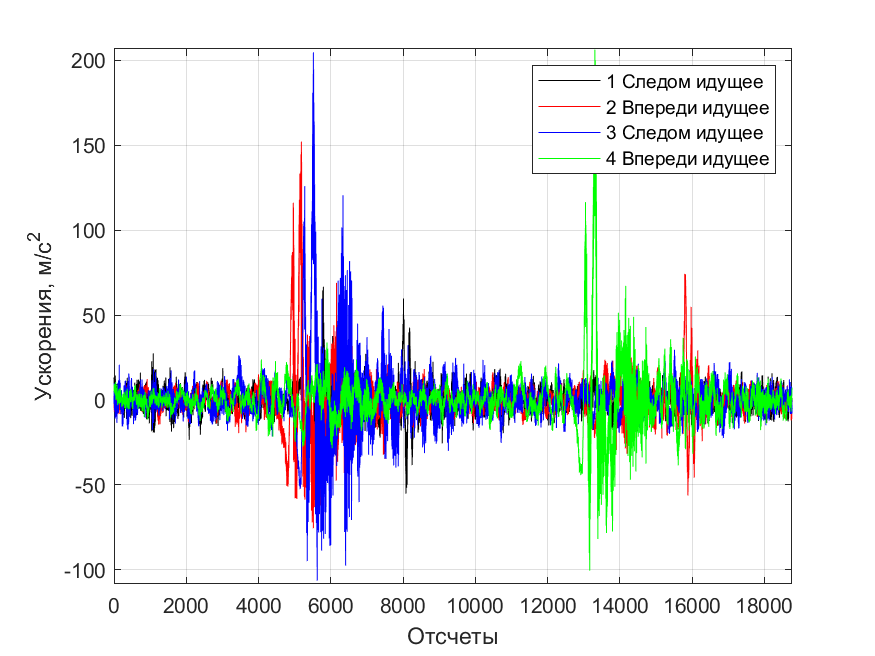 200
150
100
50
0
-50
-100
Ускорения, м/с2
1 Следом идущее
2 Впереди идущее
3 Следом идущее
4 Впереди идущее
0 2000 4000 6000 8000 10000 12000 14000 16000 18000
Отсчеты